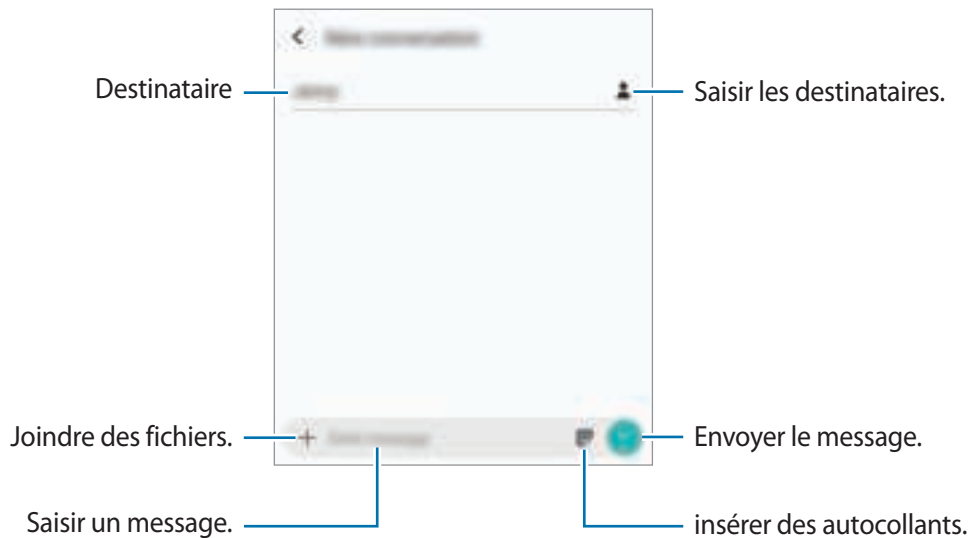 Destinataire
Saisir les destinataires.
Joindre des fichiers.
Envoyer le message.
Saisir un message.
insérer des autocollants.